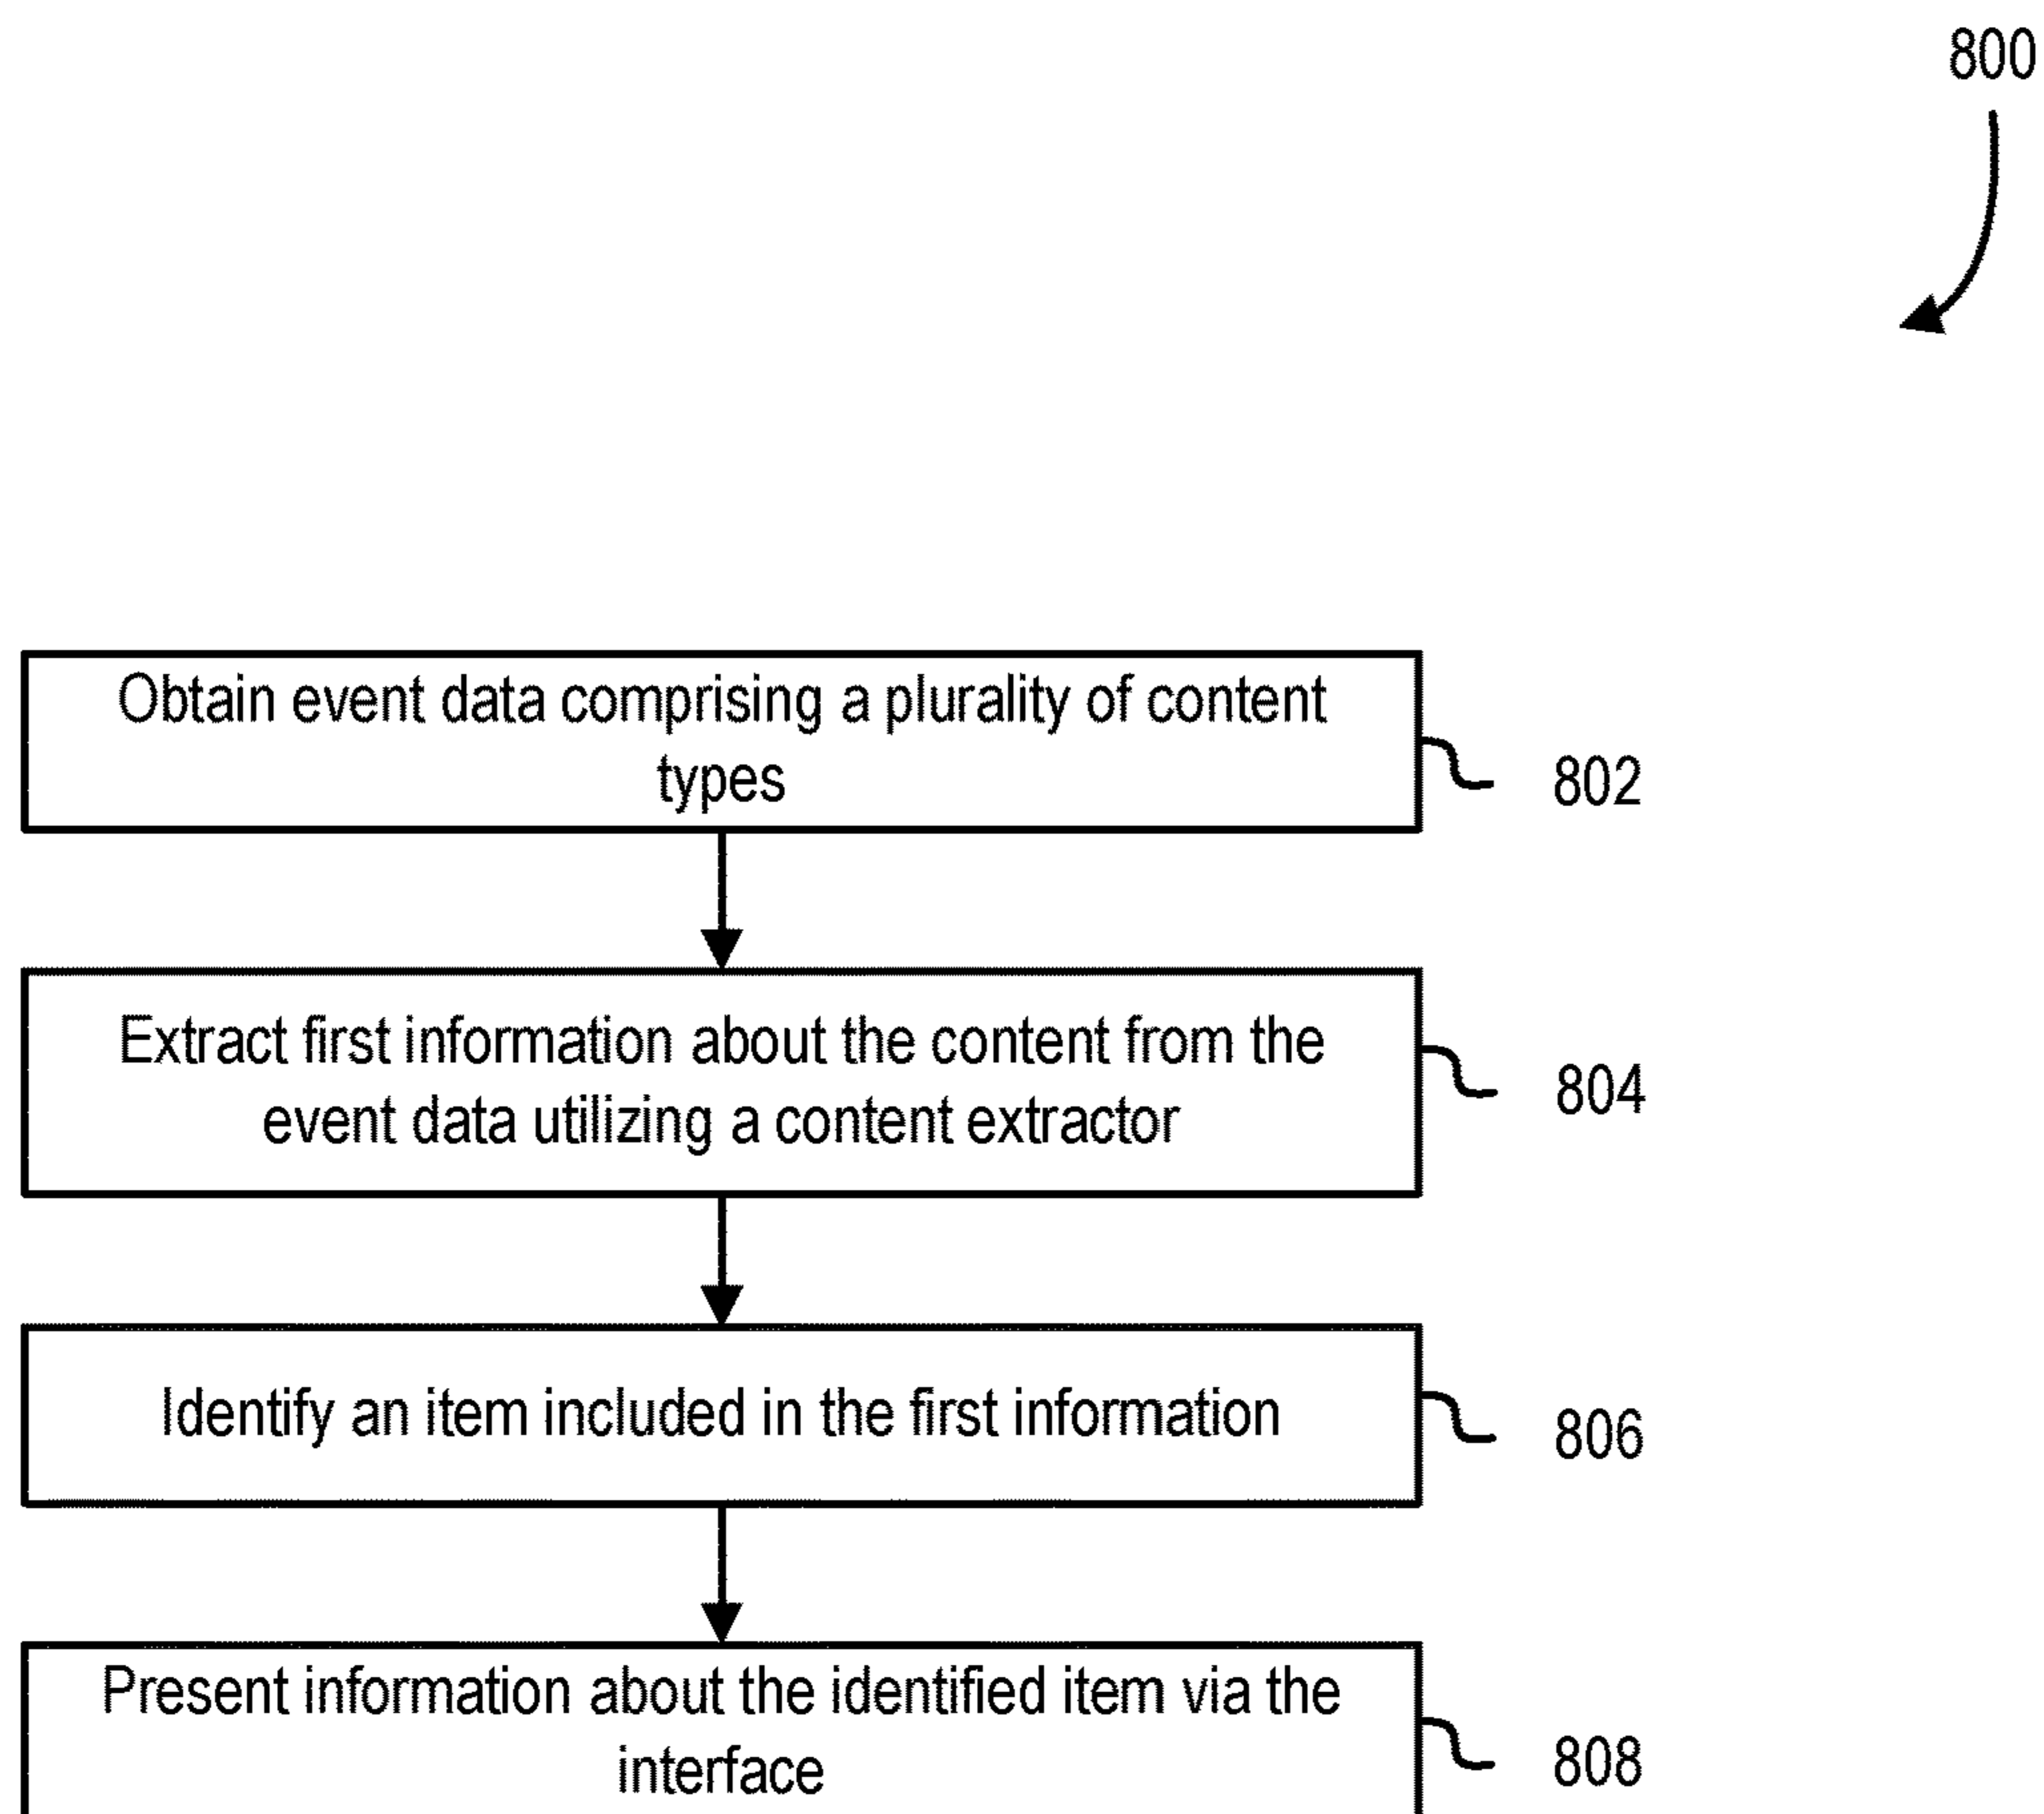 800
Obtain event data comprising a plurality of content
types
802
Extract first information about the content from the
event data utilizing a content extractor
804
Identify an item included in the first information
806
Present information about the identified item via the
interface
808